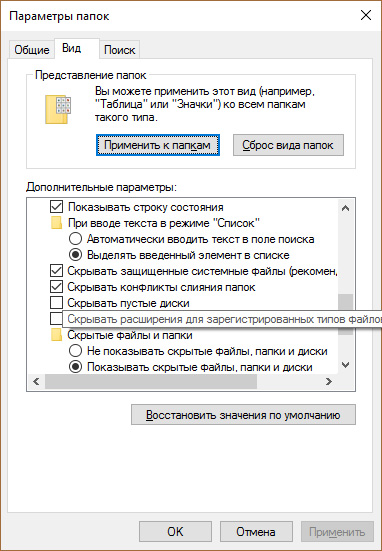 Параметры папок
Общие
Вид
Поиск
Представление папок
Вы можете применить этот вид (например,
"Таблица" или "Значки") ко всем папкам
такого типа.
Применить к папкам
Сброс вида папок
Дополнительные параметры:
Показывать строку состояния
При вводе текста в режиме "Список"
Автоматически вводить текст в поле поиска
Выделять введенный элемент в списке
Скрывать защищенные системные файлы (рекомен,
Скрывать конфликты слияния папок
Скрывать пустые диски
Скрывать расширения для зарегистрированных типов файло
Скрытые файлы и папки
Не показывать скрытые файлы, папки и диски
Показывать скрытые файлы, папки и диски
Восстановить значения по умолчанию
OK
Отмена
Применить